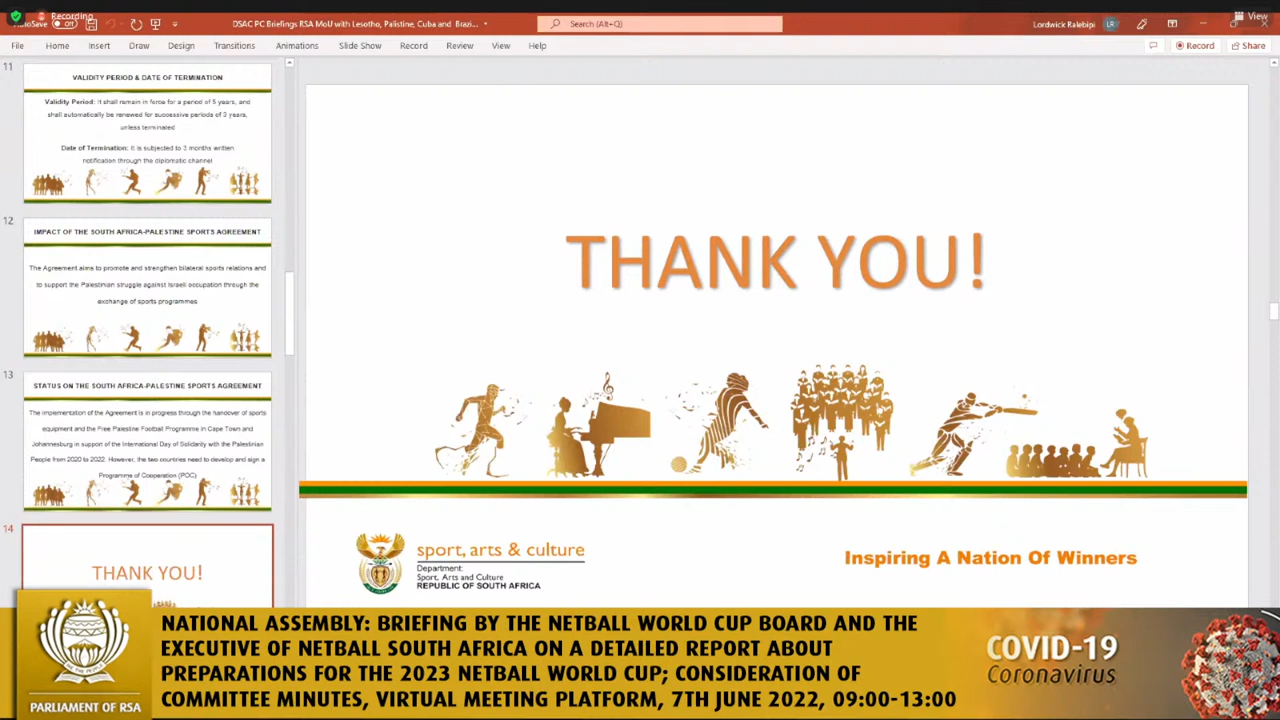 Recording
View
AutoSave Off
DSAC PC Briefings RSA MoU with Lesotho, Palistine, Cuba and Brazi...
Search (Alt+Q)
Lordwick Ralebipi
LR
File Home Insert Draw Design Transitions Animations Slide Show Record Review View Help
Record Share
11
VALIDITY PERIOD & DATE OF TERMINATION
Validity Period: It shall remain in force for a period of 5 years, and
shall automatically be renewed for successive periods of 3 years,
unless terminated
Date of Termination: It is subjected to 3 months written
notification through the diplomatic channel
12
IMPACT OF THE SOUTH AFRICA-PALESTINE SPORTS AGREEMENT
The Agreement aims to promote and strengthen bilateral sports relations and
to support the Palestinian struggle against Israeli occupation through the
exchange of sports programmes
13
STATUS ON THE SOUTH AFRICA-PALESTINE SPORTS AGREEMENT
The implementation of the Agreement is in progress through the handover of sports
equipment and the Free Palestine Football Programme in Cape Town and
Johannesburg in support of the International Day of Solidarity with the Palestinian
People from 2020 to 2022. However, the two countries need to develop and sign a
Programme of Cooperation (POC)
14
THANK YOU!
THANK YOU!
sport, arts & culture
Department:
Sport, Arts and Culture
REPUBLIC OF SOUTH AFRICA
Inspiring A Nation Of Winners
PARLIAMENT OF RSA
NATIONAL ASSEMBLY: BRIEFING BY THE NETBALL WORLD CUP BOARD AND THE
EXECUTIVE OF NETBALL SOUTH AFRICA ON A DETAILED REPORT ABOUT
PREPARATIONS FOR THE 2023 NETBALL WORLD CUP; CONSIDERATION OF
COMMITTEE MINUTES, VIRTUAL MEETING PLATFORM, 7TH JUNE 2022, 09:00-13:00
COVID-19
Coronavirus